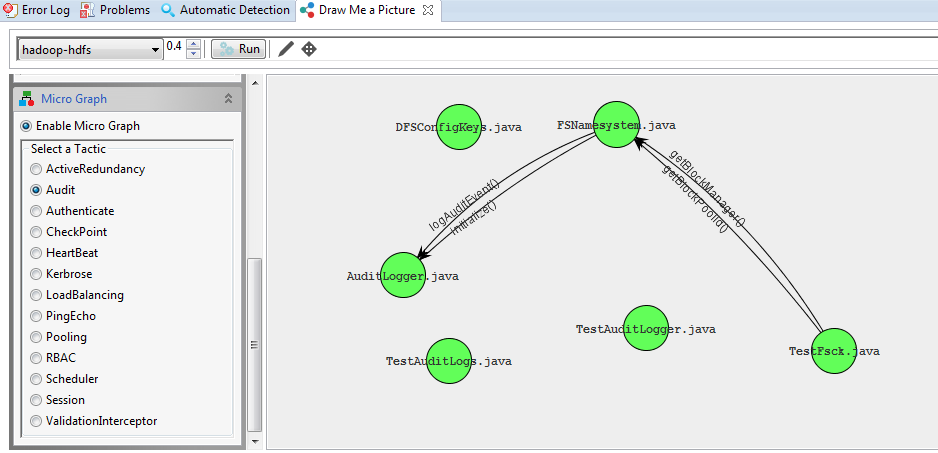 Error Log Problems Automatic Detection Draw Me a Picture
hadoop-hdfs 0.4 Run
Micro Graph
Enable Micro Graph
Select a Tactic
ActiveRedundancy
Audit
Authenticate
CheckPoint
HeartBeat
Kerbrose
LoadBalancing
PingEcho
Pooling
RBAC
Scheduler
Session
ValidationInterceptor
DFSConfigKeys.java
FSNamesystem.java
getBlockManager()
getBlockPoolId()
logAuditEvent()
initialize()
AuditLogger.java
TestAuditLogger.java
TestAuditLogs.java
TestFsck.java